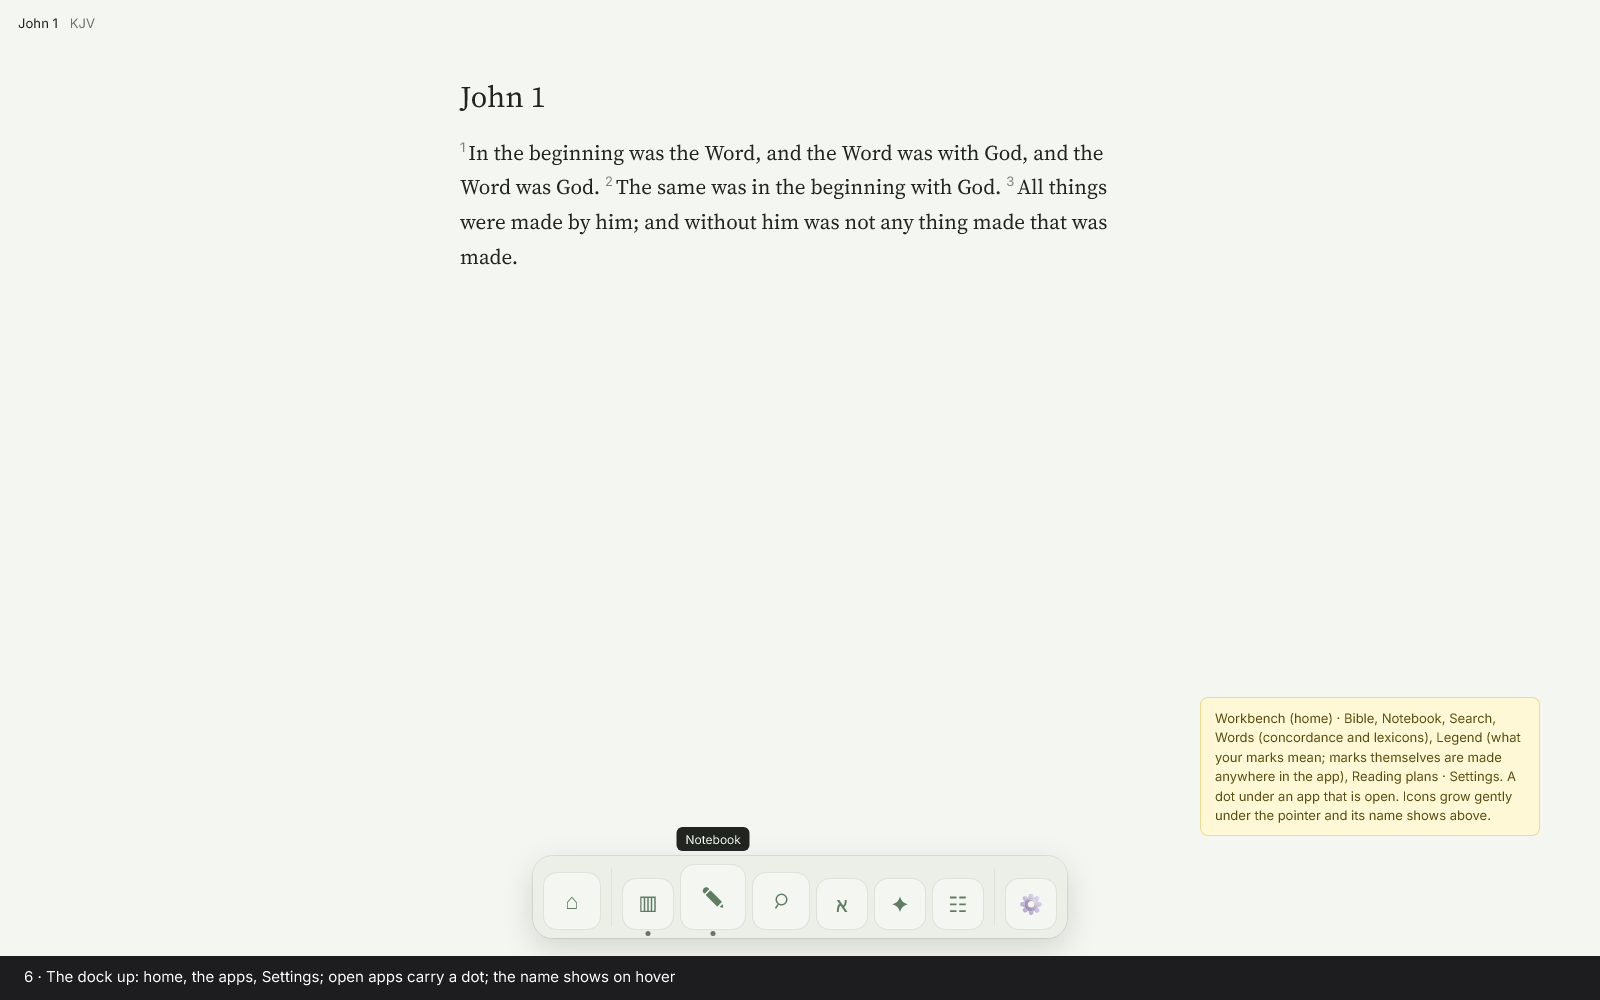 John 1 KJV
John 1
1 In the beginning was the Word, and the Word was with God, and the
Word was God. 2 The same was in the beginning with God. 3 All things
were made by him; and without him was not any thing made that was
made.
Workbench (home) · Bible, Notebook, Search,
Words (concordance and lexicons), Legend (what
your marks mean; marks themselves are made
anywhere in the app), Reading plans · Settings. A
dot under an app that is open. Icons grow gently
under the pointer and its name shows above.
Notebook
א
6 · The dock up: home, the apps, Settings; open apps carry a dot; the name shows on hover